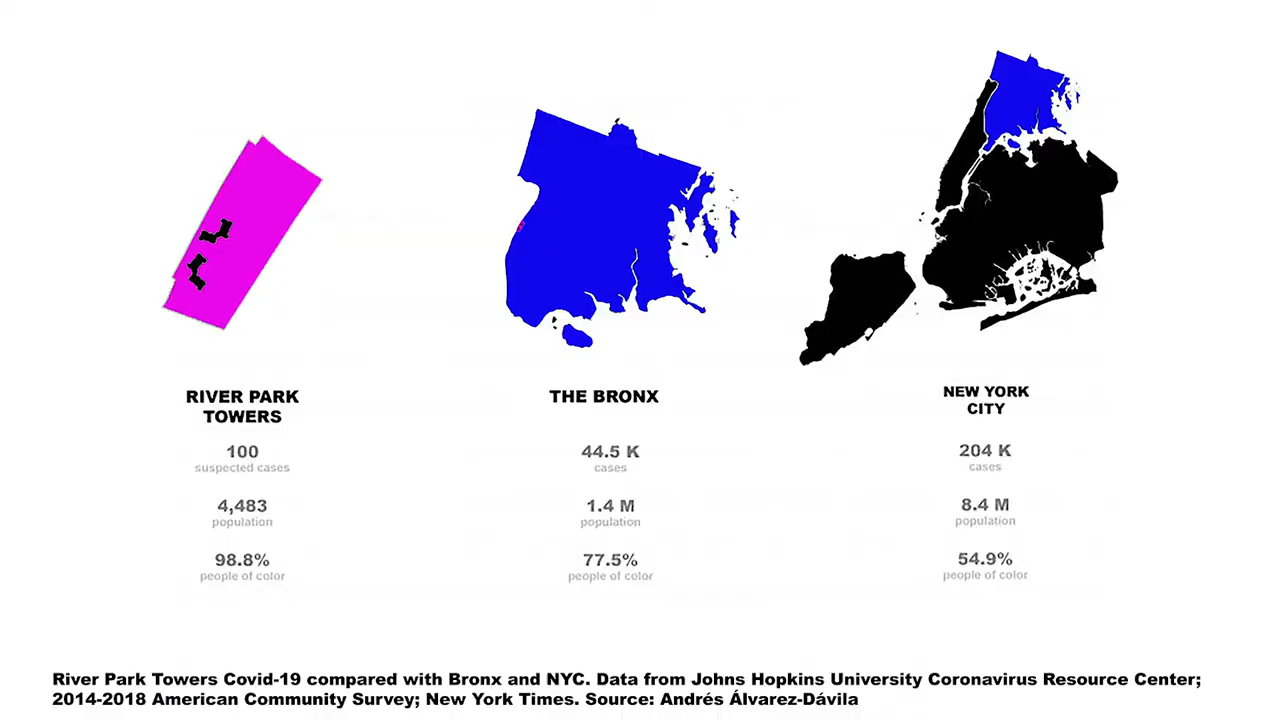 RIVER PARK
TOWERS
100
suspected cases
4,483
population
98.8%
people of color
THE BRONX
44.5 K
cases
1.4 M
population
77.5%
people of color
NEW YORK
CITY
204 K
cases
8.4 M
population
54.9%
people of color
River Park Towers Covid-19 compared with Bronx and NYC. Data from Johns Hopkins University Coronavirus Resource Center;
2014-2018 American Community Survey; New York Times. Source: Andrés Álvarez-Dávila